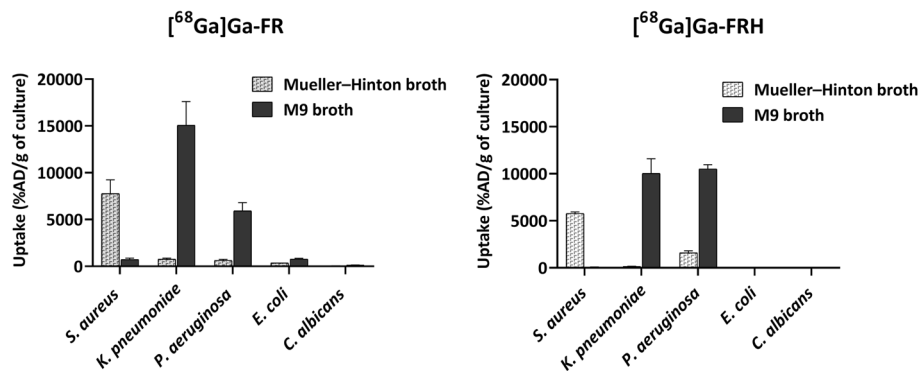 [⁶⁸Ga]Ga-FR
Uptake (%AD/g of culture)
20000
15000
10000
5000
0
Mueller–Hinton broth
M9 broth
S. aureus
K. pneumoniae
P. aeruginosa
E. coli
C. albicans
[⁶⁸Ga]Ga-FRH
Uptake (%AD/g of culture)
20000
15000
10000
5000
0
Mueller–Hinton broth
M9 broth
S. aureus
K. pneumoniae
P. aeruginosa
E. coli
C. albicans